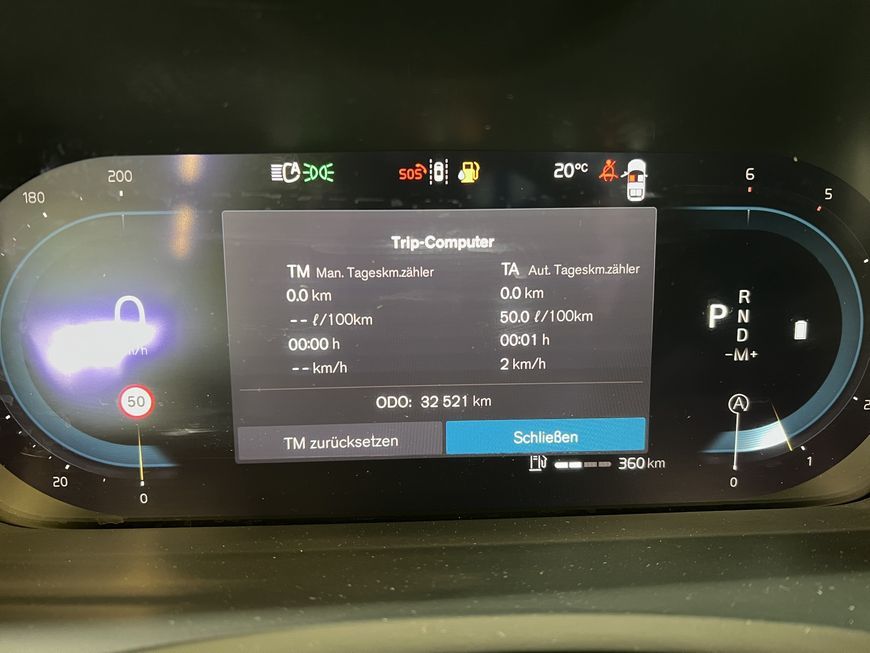 200
180
20
0
0
50
SOS
20°C
6
5
Trip-Computer
TM Man. Tageskm.zähler
0.0 km
-- ℓ/100km
00:00 h
-- km/h
TA Aut. Tageskm.zähler
0.0 km
50.0 ℓ/100km
00:01 h
2 km/h
ODO: 32 521 km
TM zurücksetzen
Schließen
360 km
R
P N
D
-M+
A
2
1
0